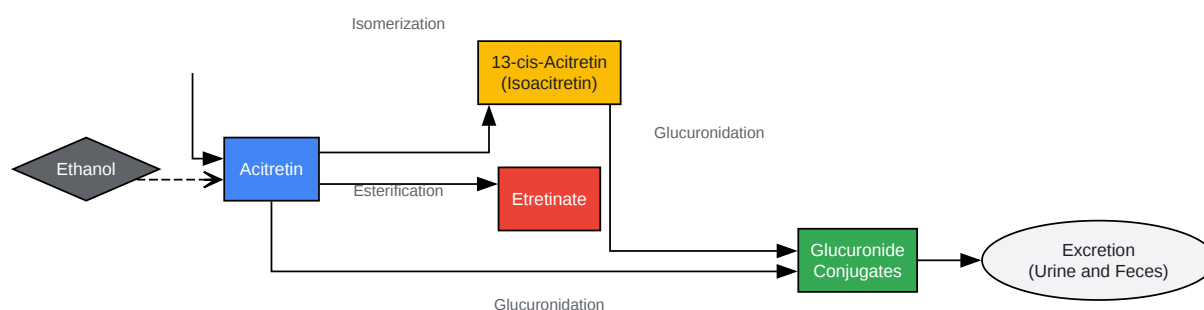 Isomerization
13-cis-Acitretin
(Isoacitretin)
Glucuronidation
Ethanol
Acitretin
Esterification
Etretinate
Glucuronide
Conjugates
Excretion
(Urine and Feces)
Glucuronidation